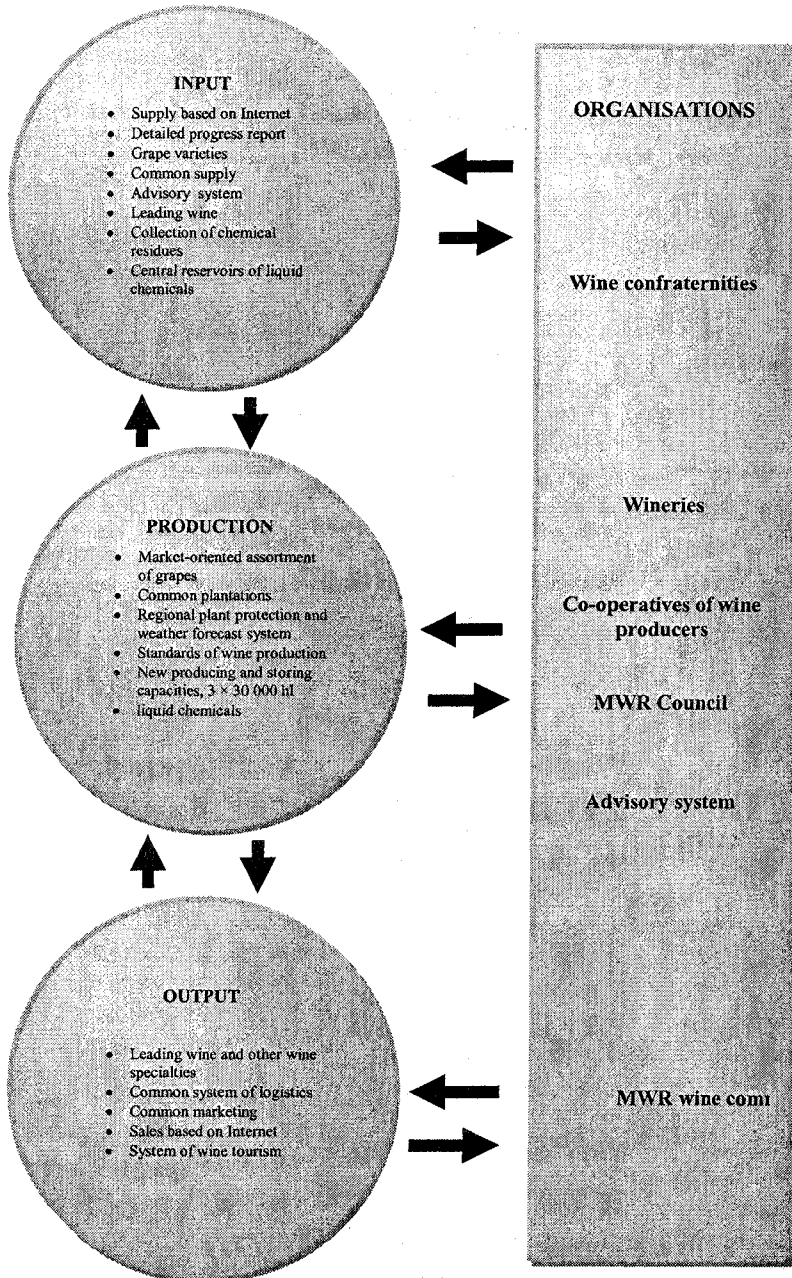 INPUT
• Supply based on Internet
• Detailed progress report
• Grape varieties
• Common supply
• Advisory system
• Leading wine
• Collection of chemical
residues
• Central reservoirs of liquid
chemicals
PRODUCTION
• Market-oriented assortment
of grapes
• Common plantations
• Regional plant protection and
weather forecast system
• Standards of wine production
• New producing and storing
capacities, 3 × 30 000 hl
• liquid chemicals
OUTPUT
• Leading wine and other wine
specialties
• Common system of logistics
• Common marketing
• Sales based on Internet
• System of wine tourism
ORGANISATIONS
Wine confraternities
Wineries
Co-operatives of wine
producers
MWR Council
Advisory system
MWR wine